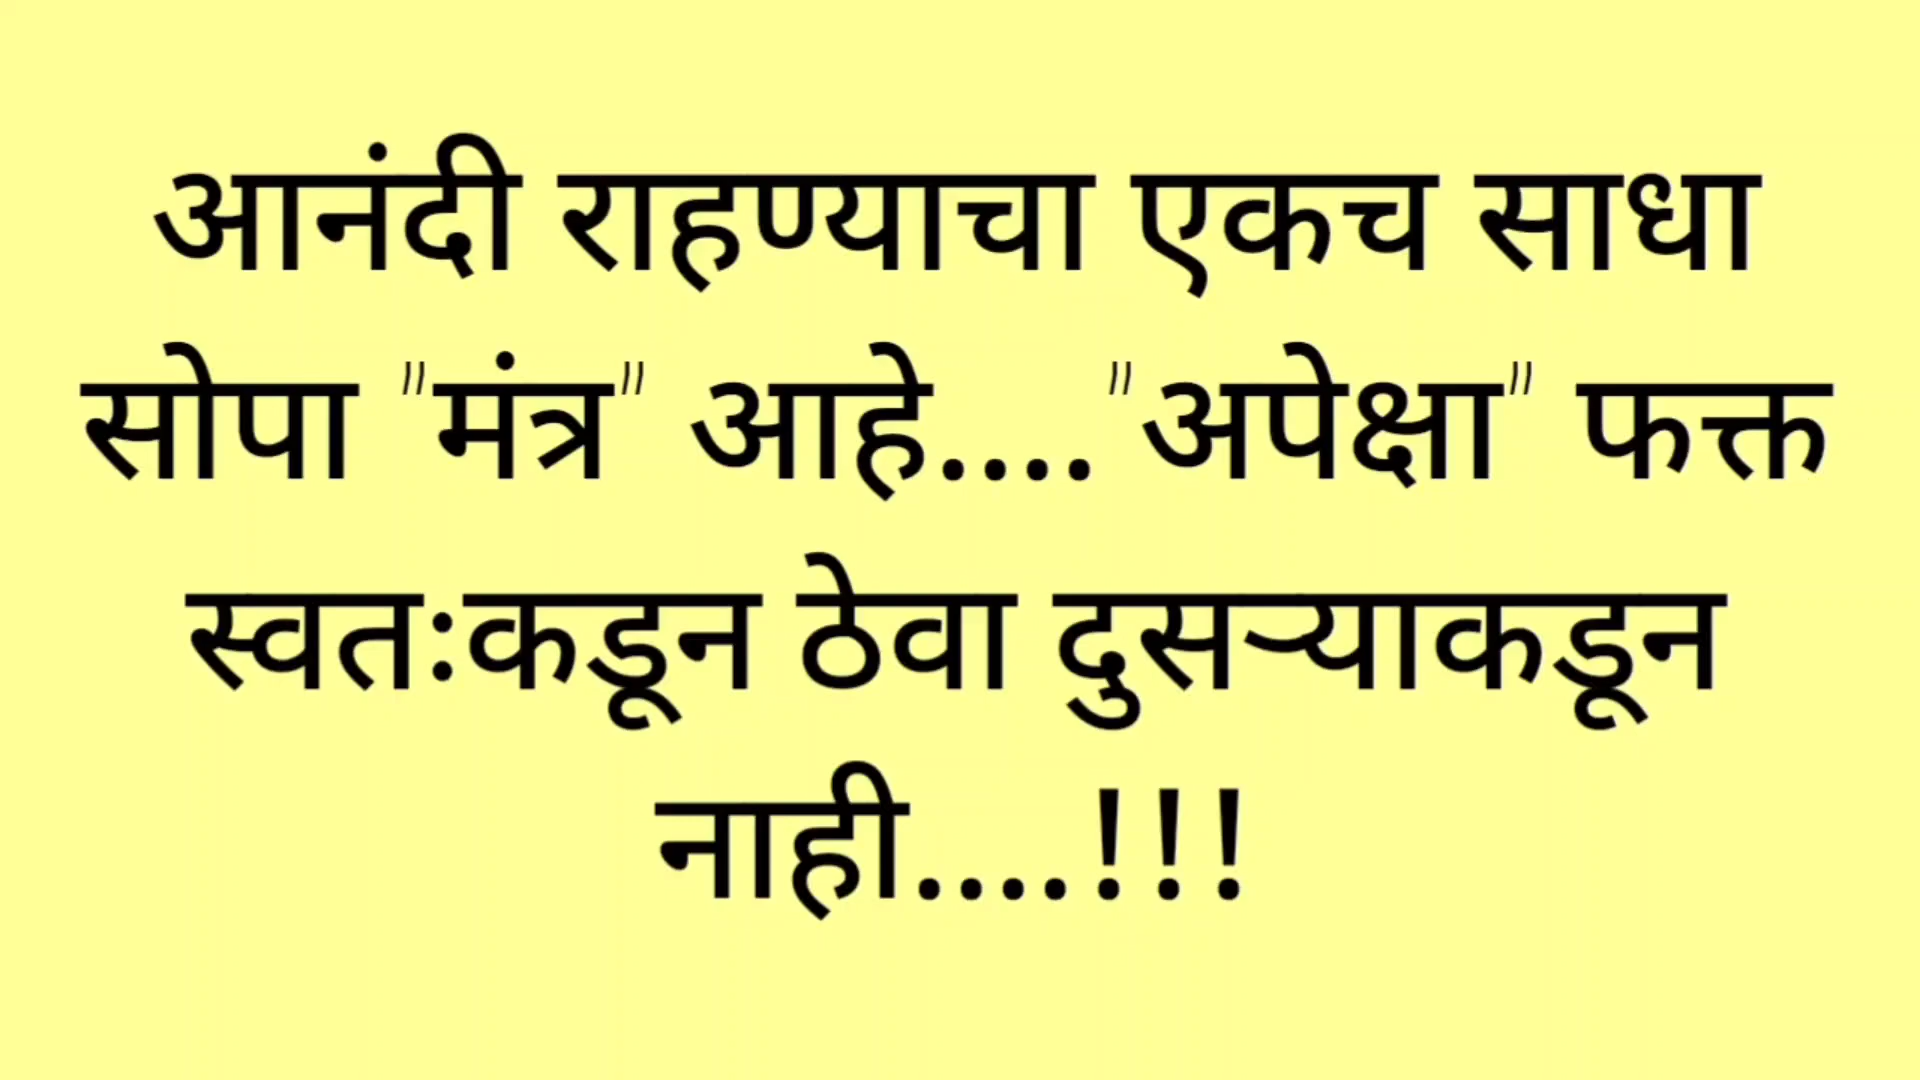 आनंदी राहण्याचा एकच साधा
सोपा "मंत्र" आहे...."अपेक्षा" फक्त
स्वतःकडून ठेवा दुसऱ्याकडून
नाही....!!!